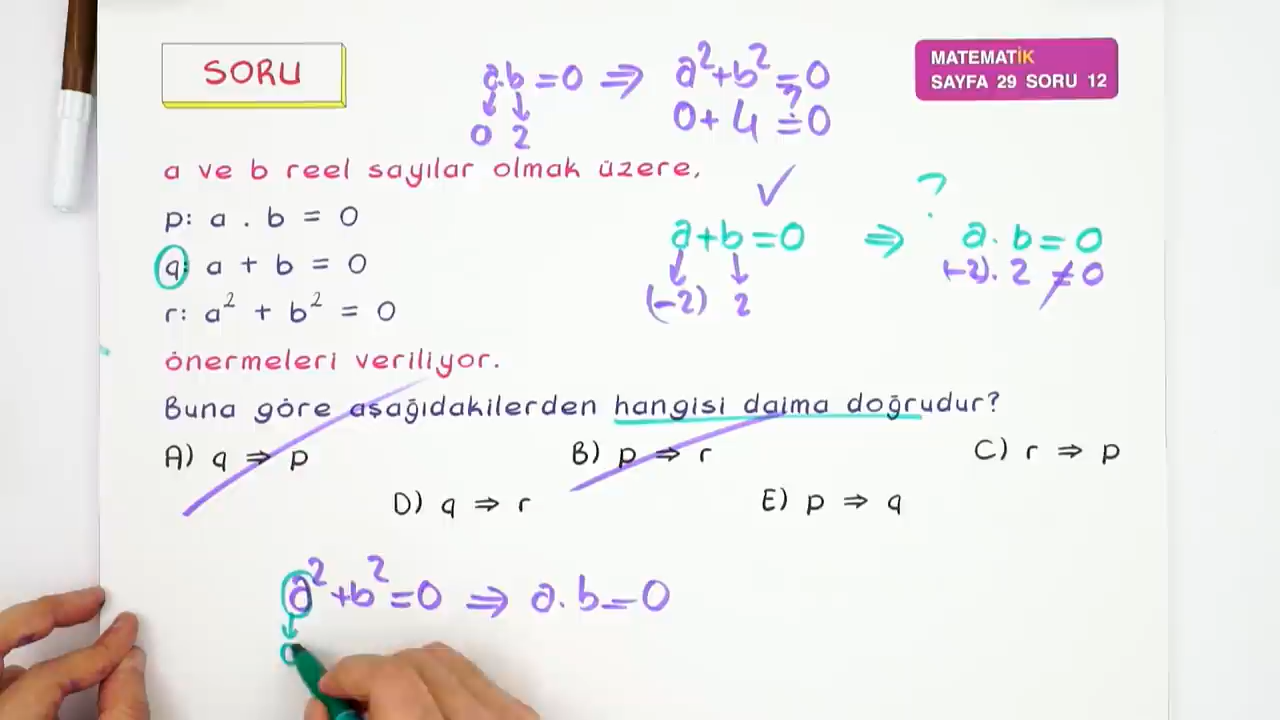 SORU
a.b = 0 ⇒ a²+b² = 0
0 2
0 + 4 ≟ 0
MATEMATİK
SAYFA 29 SORU 12
a ve b reel sayılar olmak üzere,
p: a . b = 0
q: a + b = 0
r: a² + b² = 0
✓
a+b=0 ⇒ a.b=0
?
(-2) 2
(-2).2 ≠ 0
önermeleri veriliyor.
Buna göre aşağıdakilerden hangisi daima doğrudur?
A) q ⇒ p
B) p ⇒ r
C) r ⇒ p
D) q ⇒ r
E) p ⇒ q
a²+b²=0 ⇒ a.b=0
0